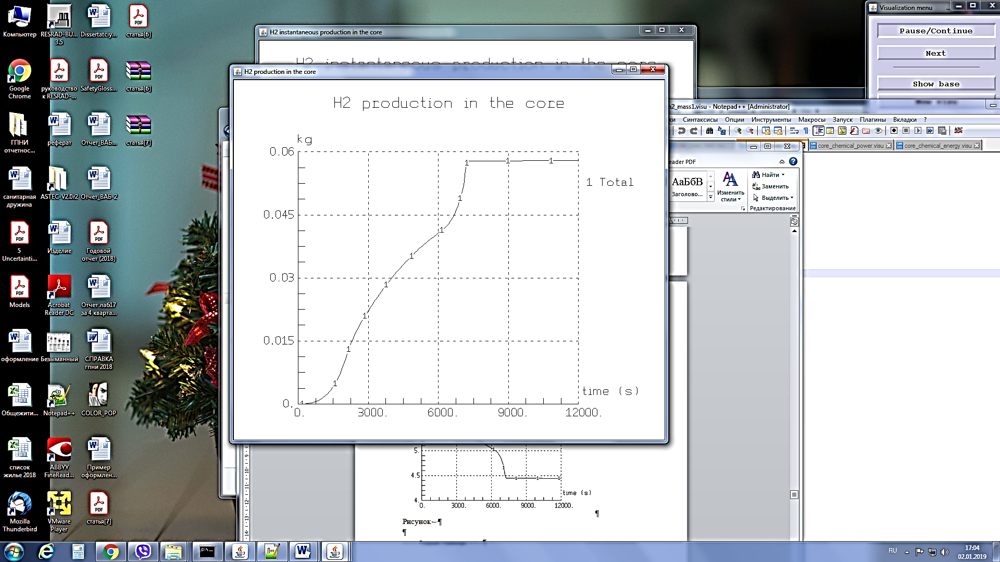 Компьютер
RESRAD-BU... 3.5
Dissertatciy...
статья[6]
Google Chrome
руководство к RESRAD-...
SafetyGloss...
статья[6]
ГПНИ отчетнос...
реферат
Отчет_ВАБ...
статья[7]
санитарная дружина
ASTEC-V2.0r2
Отчет_ВАБ-2
5 Uncertainti...
Изделие
Годовой отчет (2018)
Models
Acrobat Reader DC
Отчет лаб17 за 4 кварта...
оформление
Безымянный
СПРАВКА гпни 2018
Общежити...
Notepad++
COLOR_POP
список жилье 2018
ABBYY FineRead...
Пример оформлен...
Mozilla Thunderbird
VMware Player
статья[7]
H2 instantaneous production in the core
H2 instantaneous production in the core
H2 production in the core
H2 production in the core
kg
0.06
0.045
0.03
0.015
0.
0.
3000.
6000.
9000.
12000.
time (s)
1 Total
Visualization menu ...
Pause/Continue
Next
Show base
h2_mass1.visu - Notepad++ [Administrator]
ки Синтаксисы Опции Инструменты Макросы Запуск Плагины Вкладки ?
core_chemical_power.visu
core_chemical_energy.visu
eader PDF
АаБбВ
Заголово...
Изменить стили
Найти
Заменить
Выделить
Редактирование
5.
4.5
4.
0. 3000. 6000. 9000. 12000.
time (s)
Рисунок–¶
¶
RU
17:04
02.01.2019